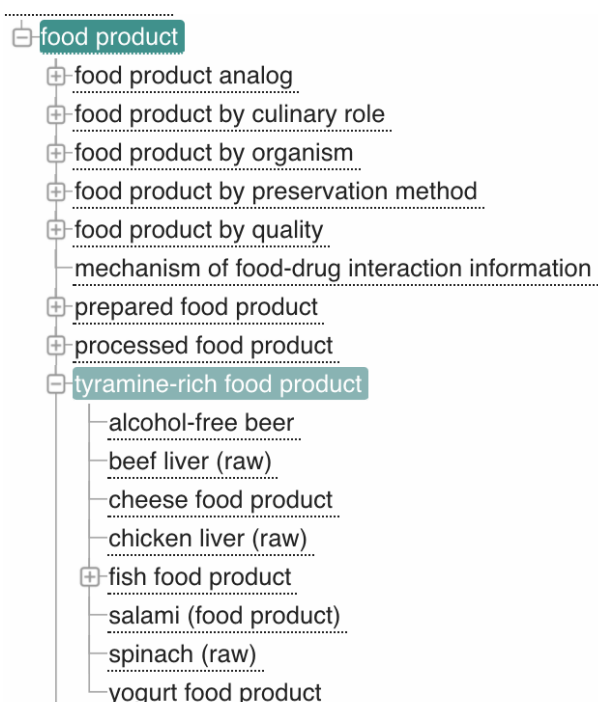 food product
food product analog
food product by culinary role
food product by organism
food product by preservation method
food product by quality
mechanism of food-drug interaction information
prepared food product
processed food product
tyramine-rich food product
alcohol-free beer
beef liver (raw)
cheese food product
chicken liver (raw)
fish food product
salami (food product)
spinach (raw)
yogurt food product